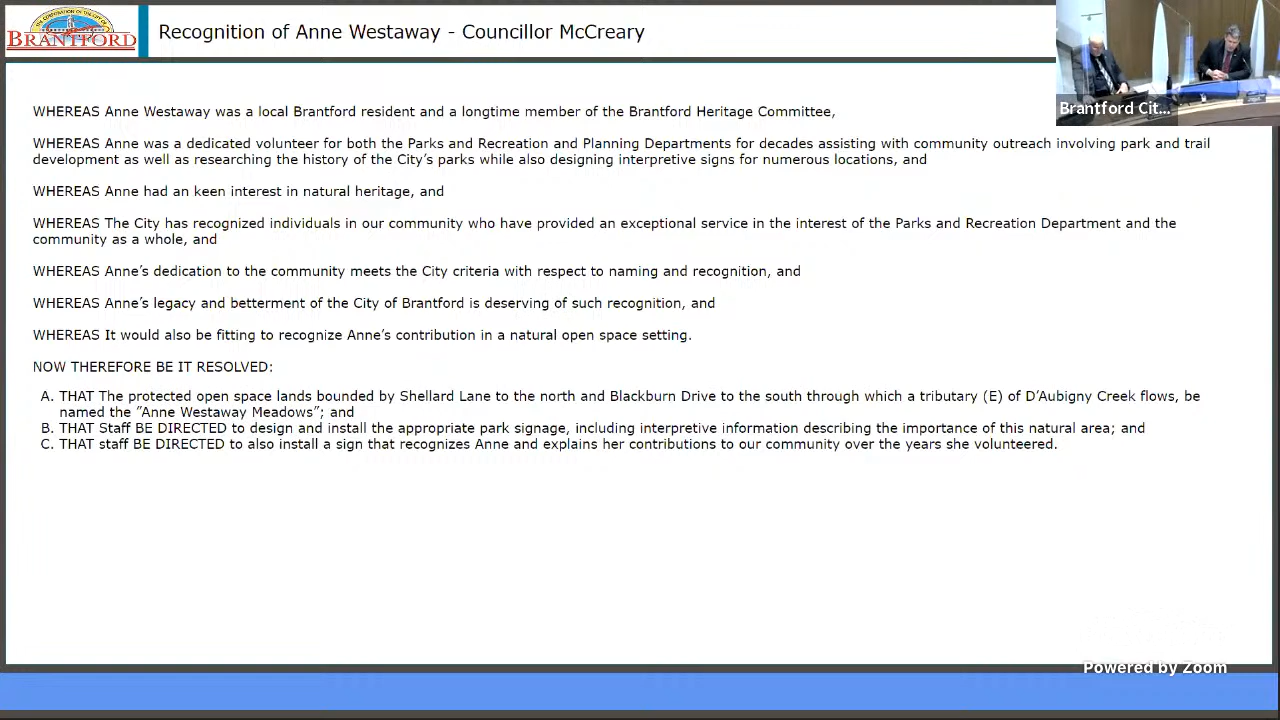 THE CORPORATION OF THE CITY OF
BRANTFORD
Recognition of Anne Westaway - Councillor McCreary
Brantford Cit...
WHEREAS Anne Westaway was a local Brantford resident and a longtime member of the Brantford Heritage Committee,
WHEREAS Anne was a dedicated volunteer for both the Parks and Recreation and Planning Departments for decades assisting with community outreach involving park and trail
development as well as researching the history of the City's parks while also designing interpretive signs for numerous locations, and
WHEREAS Anne had an keen interest in natural heritage, and
WHEREAS The City has recognized individuals in our community who have provided an exceptional service in the interest of the Parks and Recreation Department and the
community as a whole, and
WHEREAS Anne's dedication to the community meets the City criteria with respect to naming and recognition, and
WHEREAS Anne's legacy and betterment of the City of Brantford is deserving of such recognition, and
WHEREAS It would also be fitting to recognize Anne's contribution in a natural open space setting.
NOW THEREFORE BE IT RESOLVED:
A. THAT The protected open space lands bounded by Shellard Lane to the north and Blackburn Drive to the south through which a tributary (E) of D'Aubigny Creek flows, be
named the "Anne Westaway Meadows"; and
B. THAT Staff BE DIRECTED to design and install the appropriate park signage, including interpretive information describing the importance of this natural area; and
C. THAT staff BE DIRECTED to also install a sign that recognizes Anne and explains her contributions to our community over the years she volunteered.
Powered by Zoom